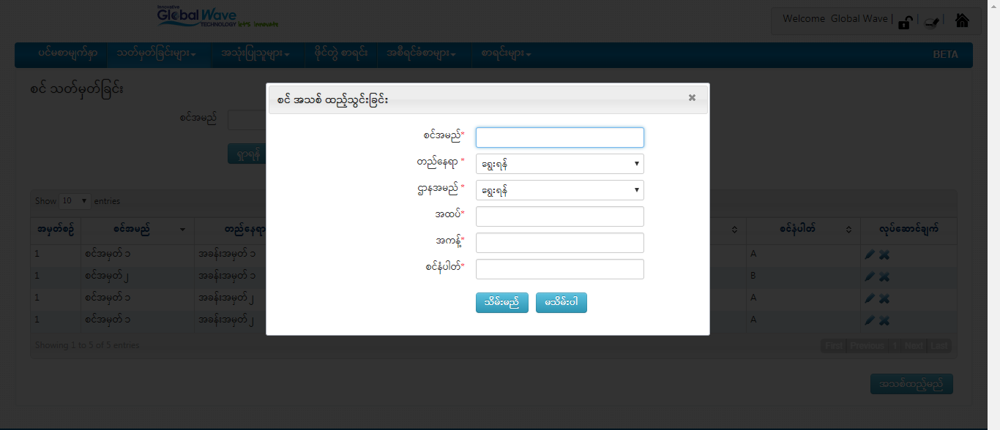 Innovative
Global Wave
TECHNOLOGY let's innovate
Welcome Global Wave
ပင်မစာမျက်နှာ သတ်မှတ်ခြင်းများ အသုံးပြုသူများ ဖိုင်တွဲ စာရင်း အစီရင်ခံစာများ စာရင်းများ BETA
စင် သတ်မှတ်ခြင်း
စင်အမည်
ရှာရန်
စင် အသစ် ထည့်သွင်းခြင်း
စင်အမည်*
တည်နေရာ * ရွေးရန်
ဌာနအမည် * ရွေးရန်
အထပ်*
အကန့်*
စင်နံပါတ်*
သိမ်းမည် မသိမ်းပါ
Show 10 entries
အမှတ်စဉ် စင်အမည် တည်နေရာ စင်နံပါတ် လုပ်ဆောင်ချက်
1 စင်အမှတ် ၁ အခန်းအမှတ် ၁ A
1 စင်အမှတ် ၂ အခန်းအမှတ် ၁ B
1 စင်အမှတ် ၁ အခန်းအမှတ် ၂ A
1 စင်အမှတ် ၁ အခန်းအမှတ် ၂ A
Showing 1 to 5 of 5 entries
First Previous 1 Next Last
အသစ်ထည့်မည်